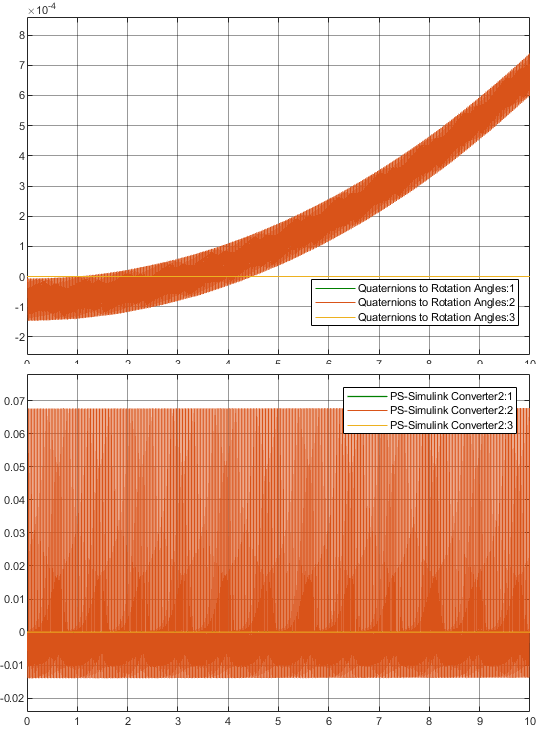 ×10⁻⁴
8
7
6
5
4
3
2
1
0
-1
-2
Quaternions to Rotation Angles:1
Quaternions to Rotation Angles:2
Quaternions to Rotation Angles:3
0 1 2 3 4 5 6 7 8 9 10
PS-Simulink Converter2:1
PS-Simulink Converter2:2
PS-Simulink Converter2:3
0.07
0.06
0.05
0.04
0.03
0.02
0.01
0
-0.01
-0.02
0 1 2 3 4 5 6 7 8 9 10